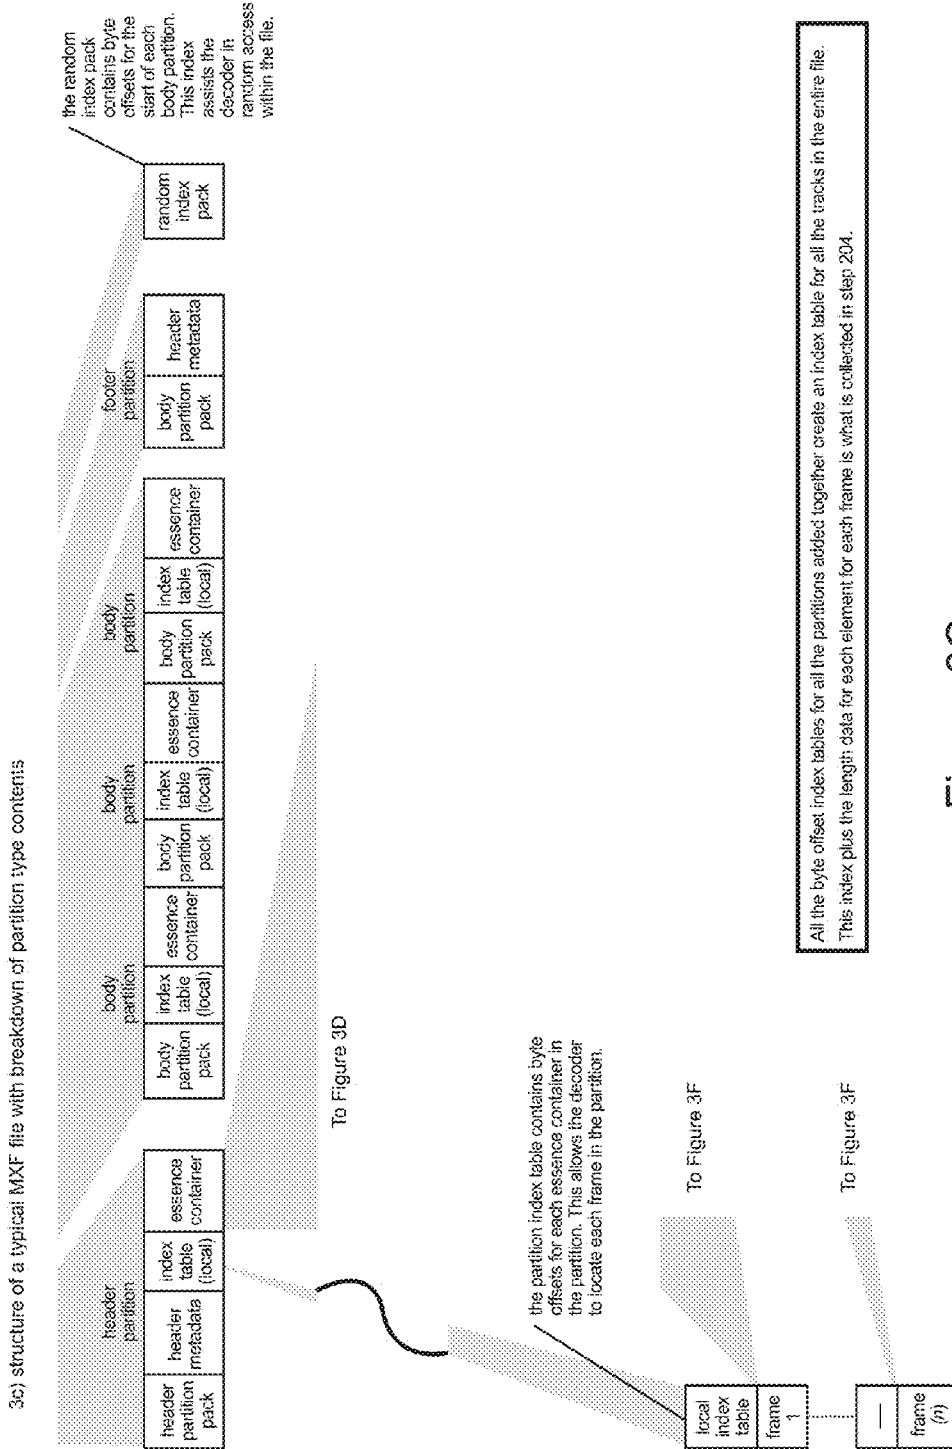 3c) structure of a typical MXF file with breakdown of partition type contents
header
partition
body
partition
body
partition
body
partition
footer
partition
header
partition
pack
header
metadata
index
table
(local)
essence
container
body
partition
pack
index
table
(local)
essence
container
body
partition
pack
index
table
(local)
essence
container
body
partition
pack
index
table
(local)
essence
container
body
partition
pack
header
metadata
random
index
pack
the random
index pack
contains byte
offsets for the
start of each
body partition.
This index
assists the
decoder in
random access
within the file.
To Figure 3D
the partition index table contains byte
offsets for each essence container in
the partition. This allows the decoder
to locate each frame in the partition.
local
index
table
frame
1
To Figure 3F
—
frame
(n)
To Figure 3F
All the byte offset index tables for all the partitions added together create an index table for all the tracks in the entire file.
This index plus the length data for each element for each frame is what is collected in step 204.